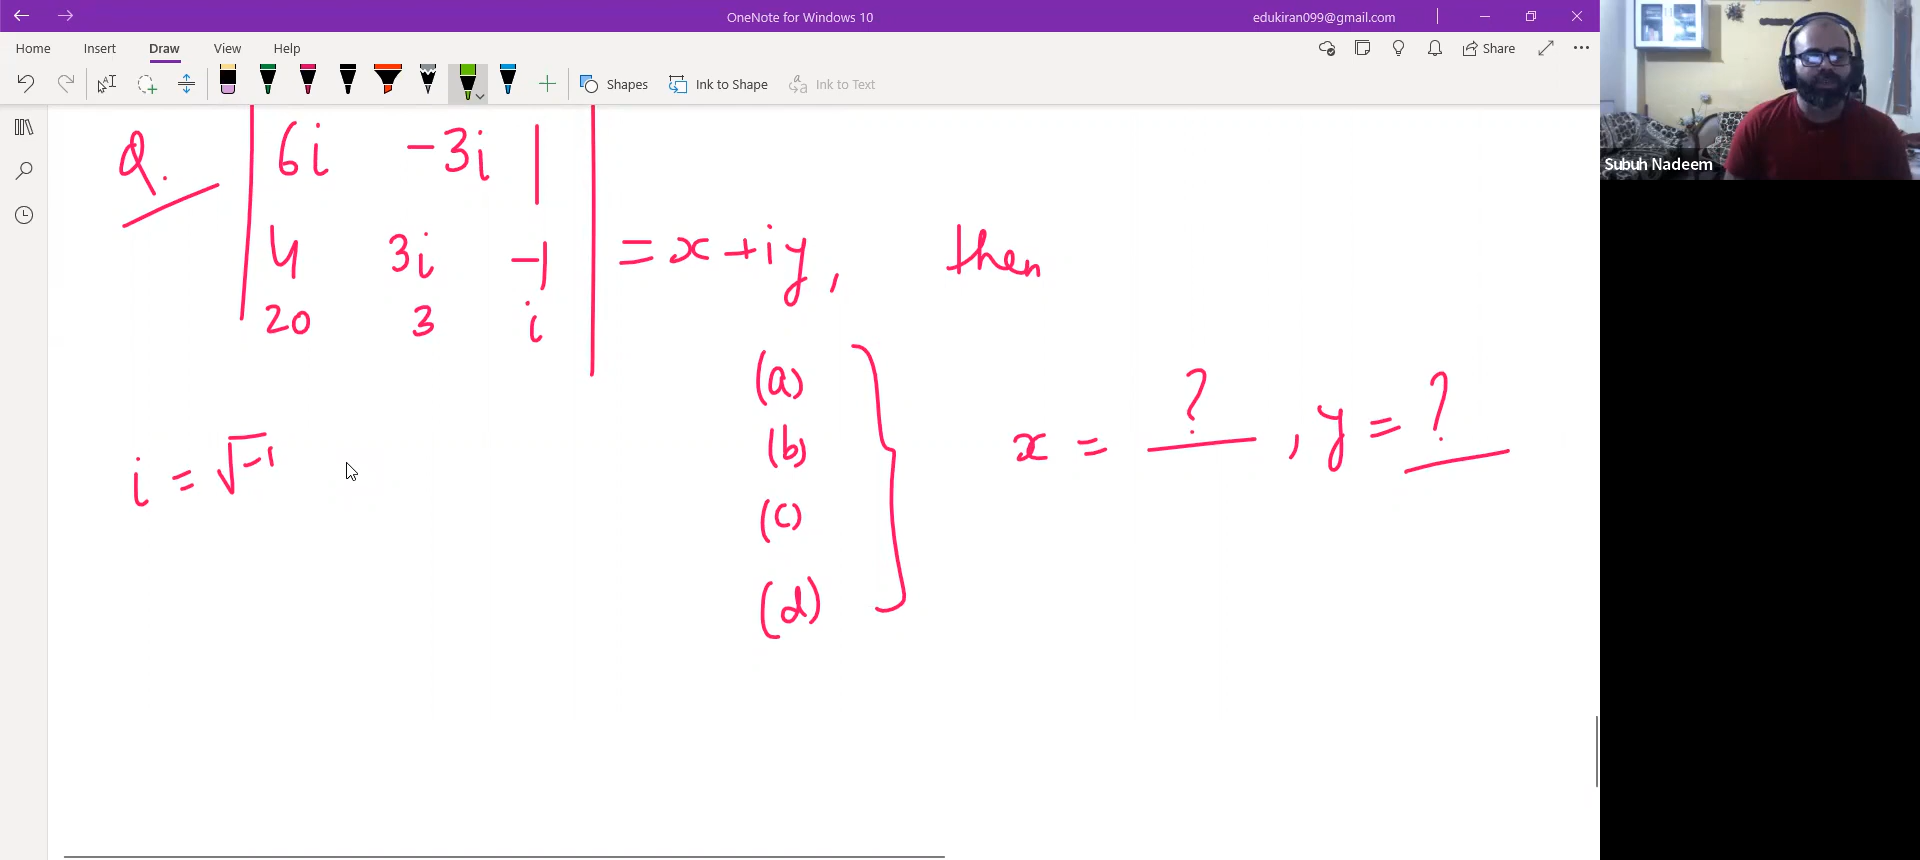 OneNote for Windows 10
edukiran099@gmail.com
Home Insert Draw View Help
Share
Shapes
Ink to Shape
Ink to Text
Subuh Nadeem
Q. | 6i -3i 1 |
| 4 3i -1 | = x + iy, then
| 20 3 i |
(a)
(b)
(c)
(d)
x = ?, y = ?
i = √-1